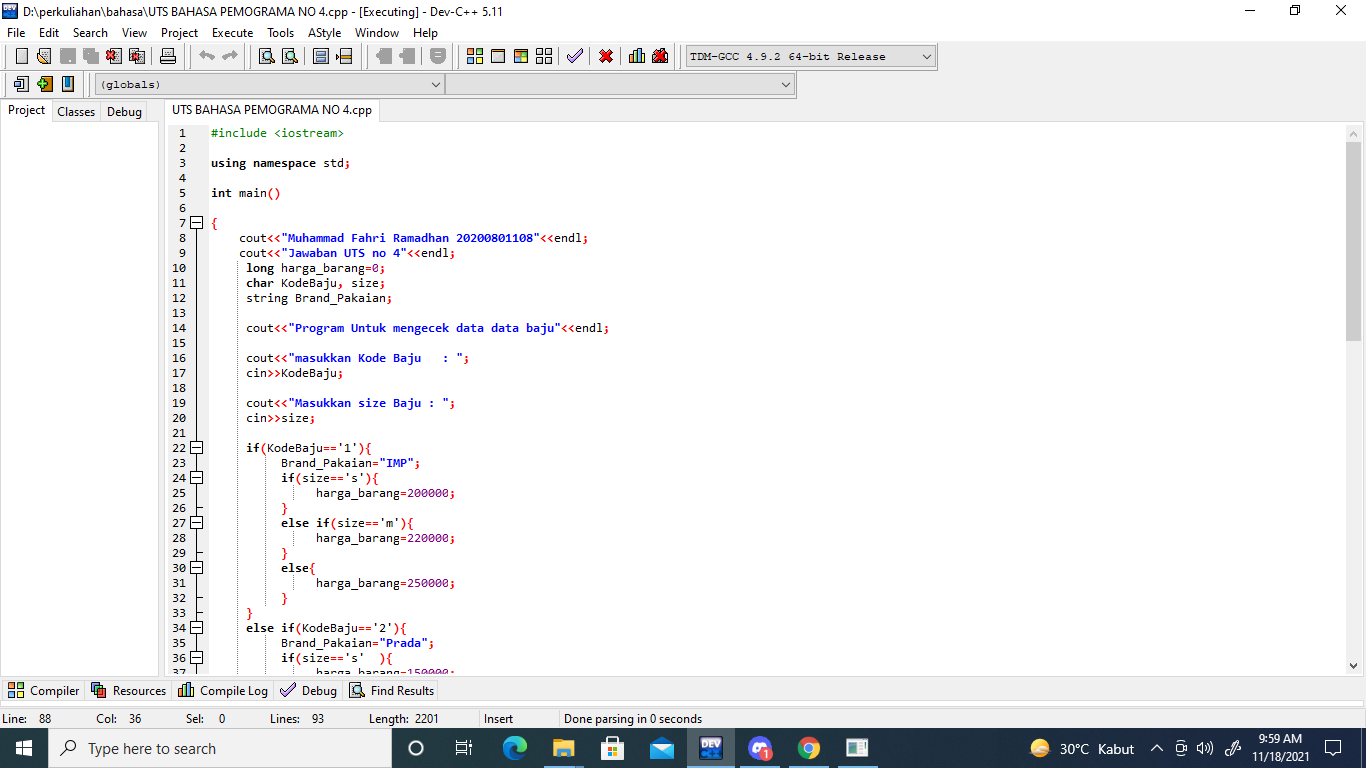 D:\perkuliahan\bahasa\UTS BAHASA PEMOGRAMA NO 4.cpp - [Executing] - Dev-C++ 5.11
File Edit Search View Project Execute Tools AStyle Window Help
TDM-GCC 4.9.2 64-bit Release
(globals)
Project Classes Debug
UTS BAHASA PEMOGRAMA NO 4.cpp
1 #include <iostream>
2
3 using namespace std;
4
5 int main()
6
7 {
8 cout<<"Muhammad Fahri Ramadhan 20200801108"<<endl;
9 cout<<"Jawaban UTS no 4"<<endl;
10 long harga_barang=0;
11 char KodeBaju, size;
12 string Brand_Pakaian;
13
14 cout<<"Program Untuk mengecek data data baju"<<endl;
15
16 cout<<"masukkan Kode Baju   : ";
17 cin>>KodeBaju;
18
19 cout<<"Masukkan size Baju : ";
20 cin>>size;
21
22 if(KodeBaju=='1'){
23 Brand_Pakaian="IMP";
24 if(size=='s'){
25 harga_barang=200000;
26 }
27 else if(size=='m'){
28 harga_barang=220000;
29 }
30 else{
31 harga_barang=250000;
32 }
33 }
34 else if(KodeBaju=='2'){
35 Brand_Pakaian="Prada";
36 if(size=='s'  ){
37 harga_barang=150000;
Compiler Resources Compile Log Debug Find Results
Line: 88 Col: 36 Sel: 0 Lines: 93 Length: 2201 Insert Done parsing in 0 seconds
Type here to search
DEV
1
30°C Kabut
9:59 AM
11/18/2021